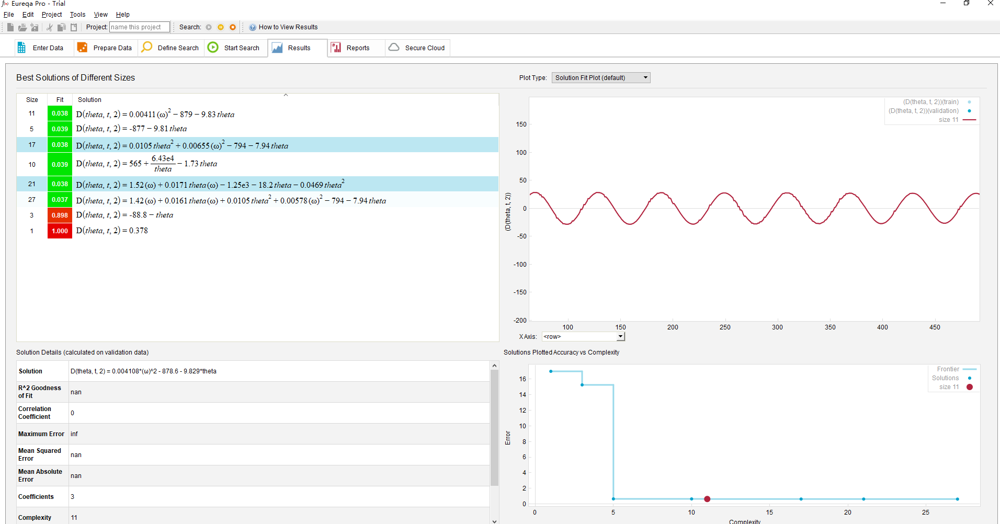 Eureqa Pro - Trial
File Edit Project Tools View Help
Project: name this project Search: How to View Results
Enter Data Prepare Data Define Search Start Search Results Reports Secure Cloud
Best Solutions of Different Sizes
Plot Type: Solution Fit Plot (default)
Size Fit Solution
11 0.038 D(theta, t, 2) = 0.00411 (ω)^2 − 879 − 9.83 theta
5 0.039 D(theta, t, 2) = -877 − 9.81 theta
17 0.038 D(theta, t, 2) = 0.0105 theta^2 + 0.00655 (ω)^2 − 794 − 7.94 theta
10 0.039 D(theta, t, 2) = 565 + 6.43e4/theta − 1.73 theta
21 0.038 D(theta, t, 2) = 1.52 (ω) + 0.0171 theta (ω) − 1.25e3 − 18.2 theta − 0.0469 theta^2
27 0.037 D(theta, t, 2) = 1.42 (ω) + 0.0161 theta (ω) + 0.0105 theta^2 + 0.00578 (ω)^2 − 794 − 7.94 theta
3 0.898 D(theta, t, 2) = -88.8 − theta
1 1.000 D(theta, t, 2) = 0.378
(D(theta, t, 2))(train)
(D(theta, t, 2))(validation)
size 11
(D(theta, t, 2))
150
100
50
0
-50
-100
-150
-200
100 150 200 250 300 350 400 450
X Axis: <row>
Solution Details (calculated on validation data)
Solution D(theta, t, 2) = 0.004108*(ω)^2 - 878.6 - 9.829*theta
R^2 Goodness
of Fit nan
Correlation
Coefficient 0
Maximum Error inf
Mean Squared
Error nan
Mean Absolute
Error nan
Coefficients 3
Complexity 11
Solutions Plotted Accuracy vs Complexity
Frontier
Solutions
size 11
Error
16
14
12
10
8
6
4
2
0
0 5 10 15 20 25
Complexity